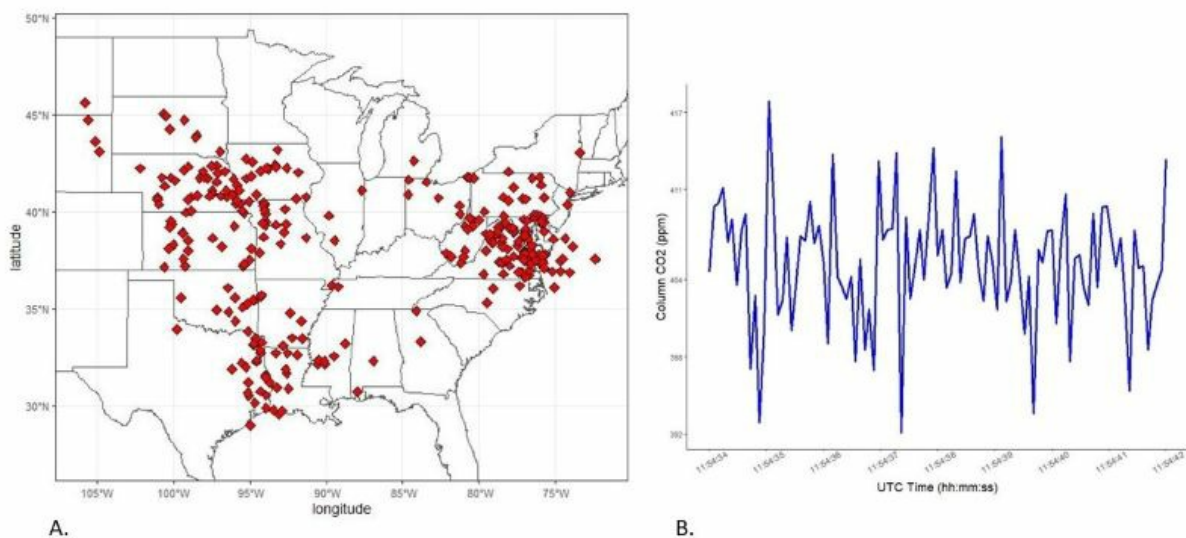 50°N
45°N
40°N
35°N
30°N
latitude
105°W 100°W 95°W 90°W 85°W 80°W 75°W
longitude
A.
417
411
404
398
392
Column CO2 (ppm)
11:54:34 11:54:35 11:54:36 11:54:37 11:54:38 11:54:39 11:54:40 11:54:41 11:54:42
UTC Time (hh:mm:ss)
B.